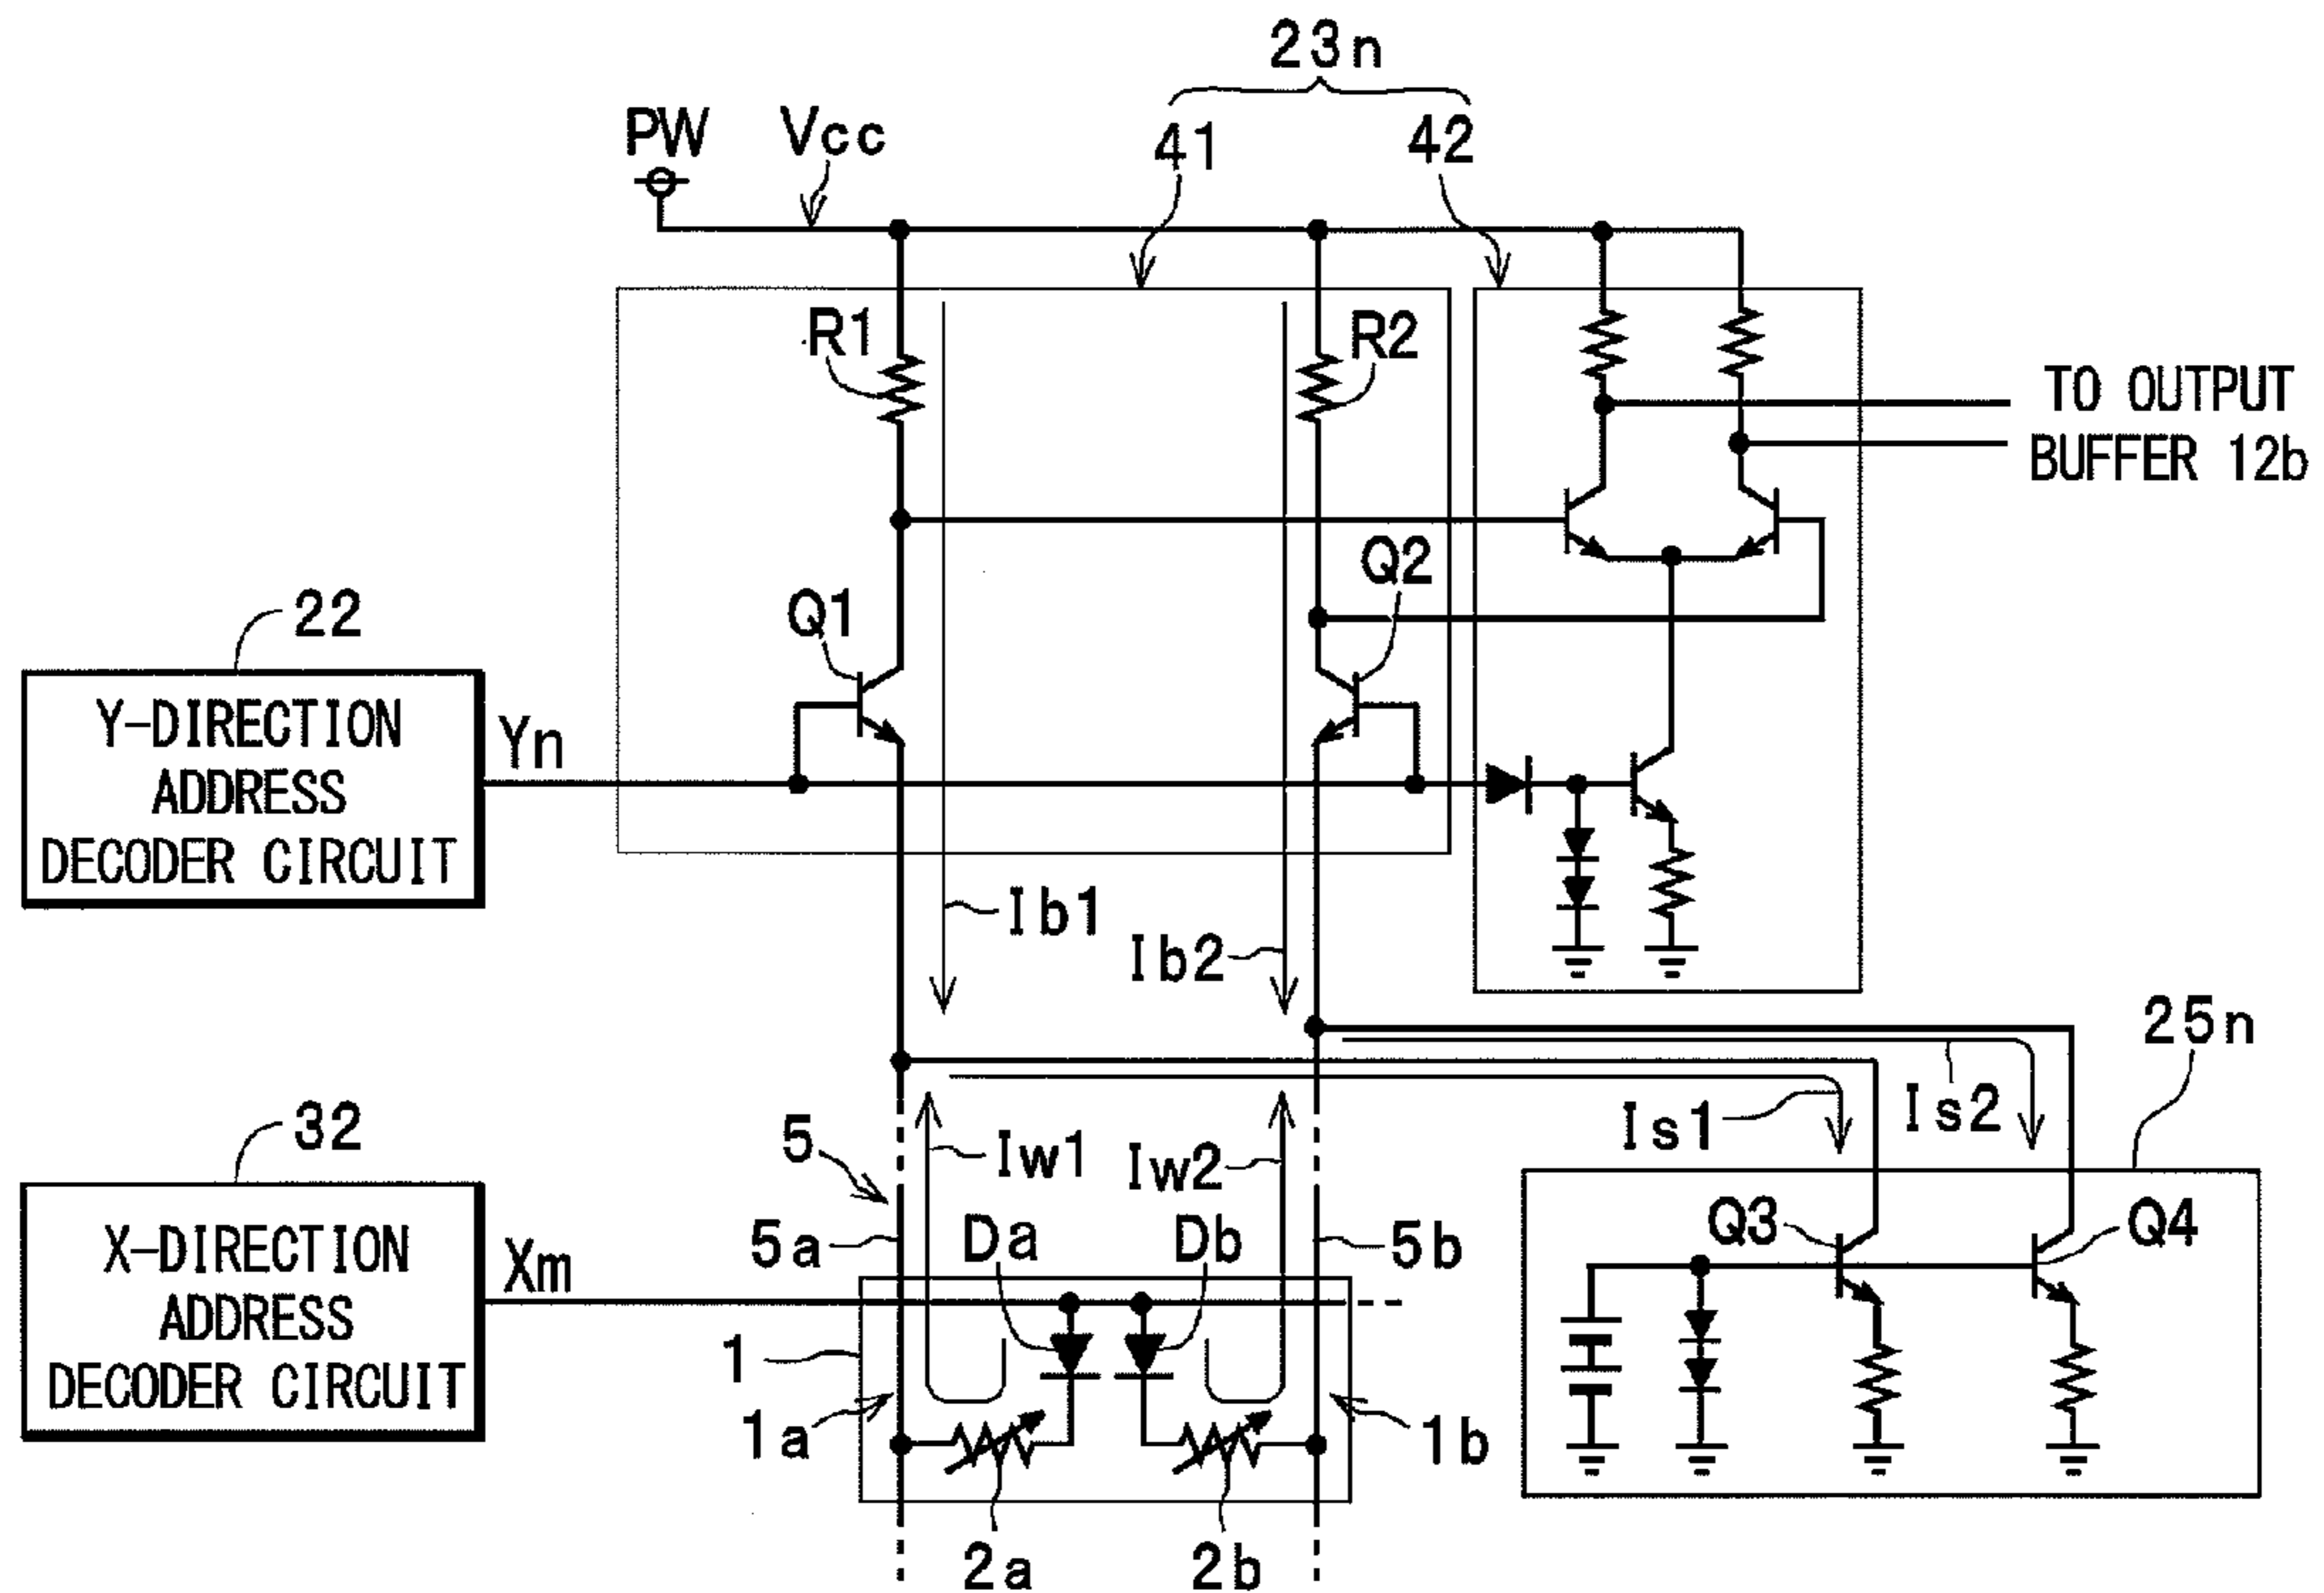 23n
PW
Vcc
41
42
R1
R2
TO OUTPUT
BUFFER 12b
Q1
Q2
22
Y-DIRECTION
ADDRESS
DECODER CIRCUIT
Yn
Ib1
Ib2
25n
Is1
Is2
32
X-DIRECTION
ADDRESS
DECODER CIRCUIT
Xm
5
Iw1
Iw2
5a
Da
Db
5b
Q3
Q4
1
1a
1b
2a
2b